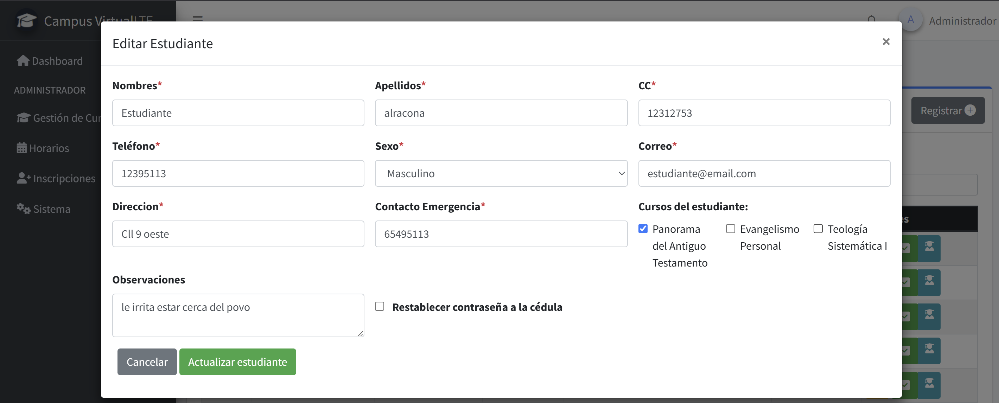 Campus Virtual LTE
A Administrador
Dashboard
ADMINISTRADOR
Gestión de Cur
Horarios
Inscripciones
Sistema
Editar Estudiante
×
Nombres* Apellidos* CC*
Estudiante alracona 12312753
Teléfono* Sexo* Correo*
12395113 Masculino estudiante@email.com
Direccion* Contacto Emergencia* Cursos del estudiante:
Cll 9 oeste 65495113
Panorama
del Antiguo
Testamento
Evangelismo
Personal
Teología
Sistemática I
Observaciones
le irrita estar cerca del povo
Restablecer contraseña a la cédula
Cancelar Actualizar estudiante
Registrar
es